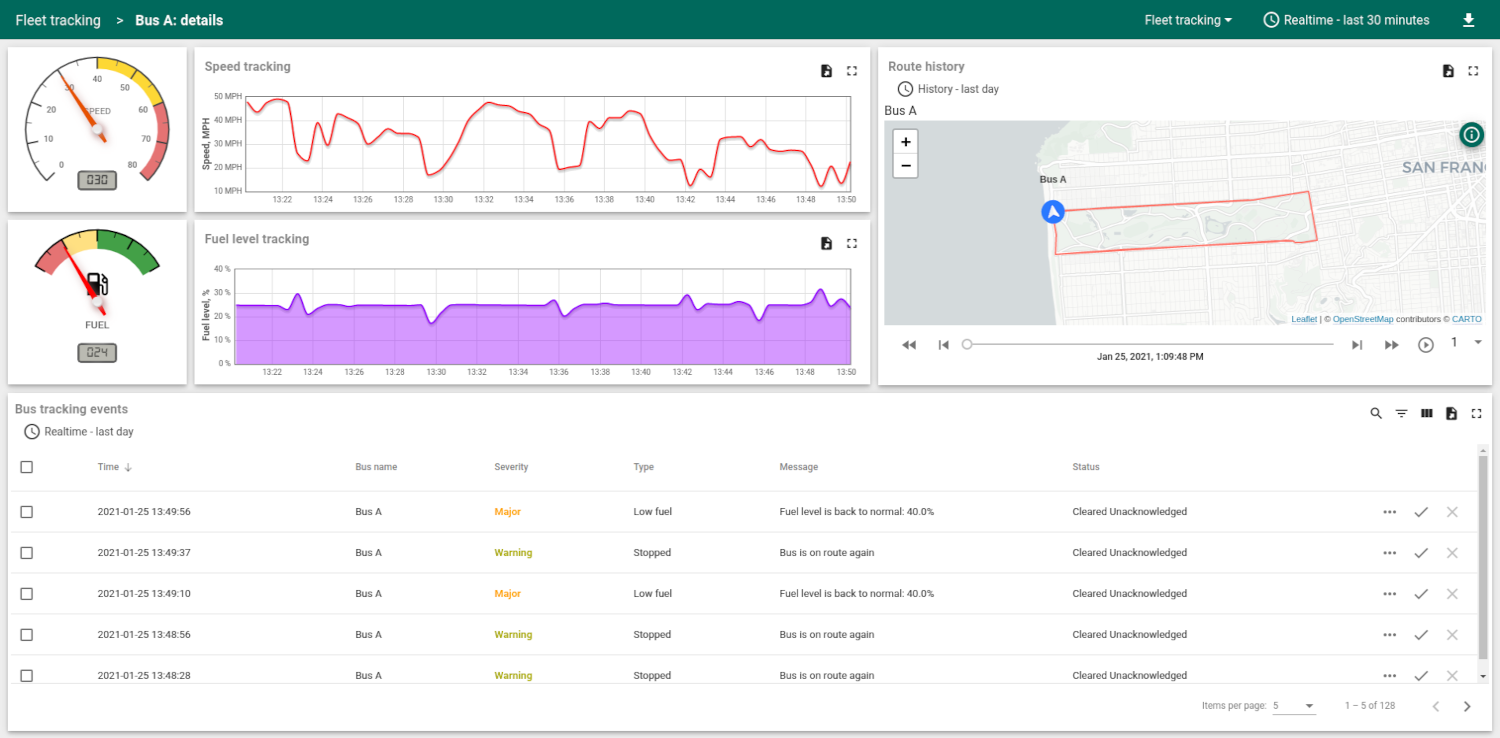 Fleet tracking > Bus A: details
Fleet tracking
Realtime - last 30 minutes
0
10
20
30
40
50
60
70
80
SPEED
030
Speed tracking
Speed, MPH
50 MPH
40 MPH
30 MPH
20 MPH
10 MPH
13:22 13:24 13:26 13:28 13:30 13:32 13:34 13:36 13:38 13:40 13:42 13:44 13:46 13:48 13:50
Route history
History - last day
Bus A
+
−
Bus A
SAN FRAN
Leaflet | © OpenStreetMap contributors © CARTO
Jan 25, 2021, 1:09:48 PM
1
FUEL
024
Fuel level tracking
Fuel level, %
40 %
30 %
20 %
10 %
0 %
13:22 13:24 13:26 13:28 13:30 13:32 13:34 13:36 13:38 13:40 13:42 13:44 13:46 13:48 13:50
Bus tracking events
Realtime - last day
Time Bus name Severity Type Message Status
2021-01-25 13:49:56 Bus A Major Low fuel Fuel level is back to normal: 40.0% Cleared Unacknowledged
2021-01-25 13:49:37 Bus A Warning Stopped Bus is on route again Cleared Unacknowledged
2021-01-25 13:49:10 Bus A Major Low fuel Fuel level is back to normal: 40.0% Cleared Unacknowledged
2021-01-25 13:48:56 Bus A Warning Stopped Bus is on route again Cleared Unacknowledged
2021-01-25 13:48:28 Bus A Warning Stopped Bus is on route again Cleared Unacknowledged
Items per page: 5 1 – 5 of 128